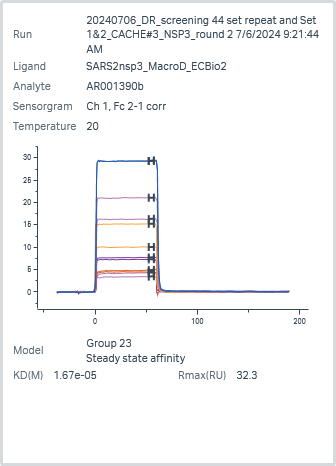 20240706_DR_screening 44 set repeat and Set
Run 1&2_CACHE#3_NSP3_round 2 7/6/2024 9:21:44
AM
Ligand SARS2nsp3_MacroD_ECBio2
Analyte AR001390b
Sensorgram Ch 1, Fc 2-1 corr
Temperature 20
30
25
20
15
10
5
0
0 100 200
Model Group 23
Steady state affinity
KD(M) 1.67e-05 Rmax(RU) 32.3